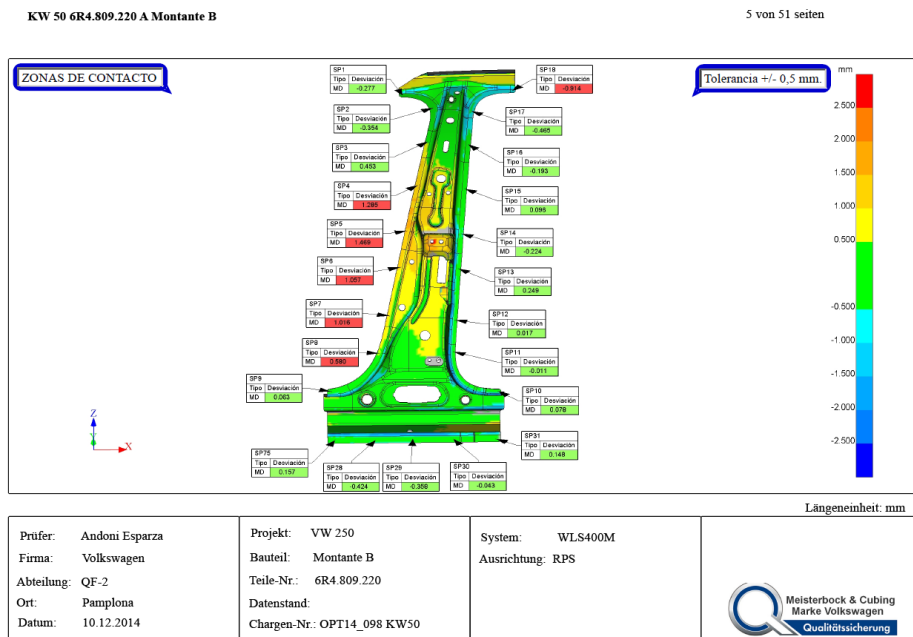 KW 50 6R4.809.220 A Montante B
5 von 51 seiten
ZONAS DE CONTACTO
Tolerancia +/- 0,5 mm.
mm
2.500
2.000
1.500
1.000
0.500
-0.500
-1.000
-1.500
-2.000
-2.500
SP1
Tipo Desviación
MD -0.277
SP18
Tipo Desviación
MD -0.914
SP2
Tipo Desviación
MD -0.354
SP17
Tipo Desviación
MD -0.465
SP3
Tipo Desviación
MD 0.453
SP16
Tipo Desviación
MD -0.193
SP4
Tipo Desviación
MD 1.285
SP15
Tipo Desviación
MD 0.095
SP5
Tipo Desviación
MD 1.469
SP14
Tipo Desviación
MD -0.224
SP6
Tipo Desviación
MD 1.057
SP13
Tipo Desviación
MD 0.249
SP7
Tipo Desviación
MD 1.016
SP12
Tipo Desviación
MD 0.017
SP8
Tipo Desviación
MD 0.590
SP11
Tipo Desviación
MD -0.011
SP9
Tipo Desviación
MD 0.063
SP10
Tipo Desviación
MD 0.078
SP31
Tipo Desviación
MD 0.148
SP75
Tipo Desviación
MD 0.157
SP28
Tipo Desviación
MD -0.424
SP29
Tipo Desviación
MD -0.358
SP30
Tipo Desviación
MD -0.043
Z
Y
X
Längeneinheit: mm
Prüfer: Andoni Esparza
Firma: Volkswagen
Abteilung: QF-2
Ort: Pamplona
Datum: 10.12.2014
Projekt: VW 250
Bauteil: Montante B
Teile-Nr.: 6R4.809.220
Datenstand:
Chargen-Nr.: OPT14_098 KW50
System: WLS400M
Ausrichtung: RPS
Meisterbock & Cubing
Marke Volkswagen
Qualitätssicherung